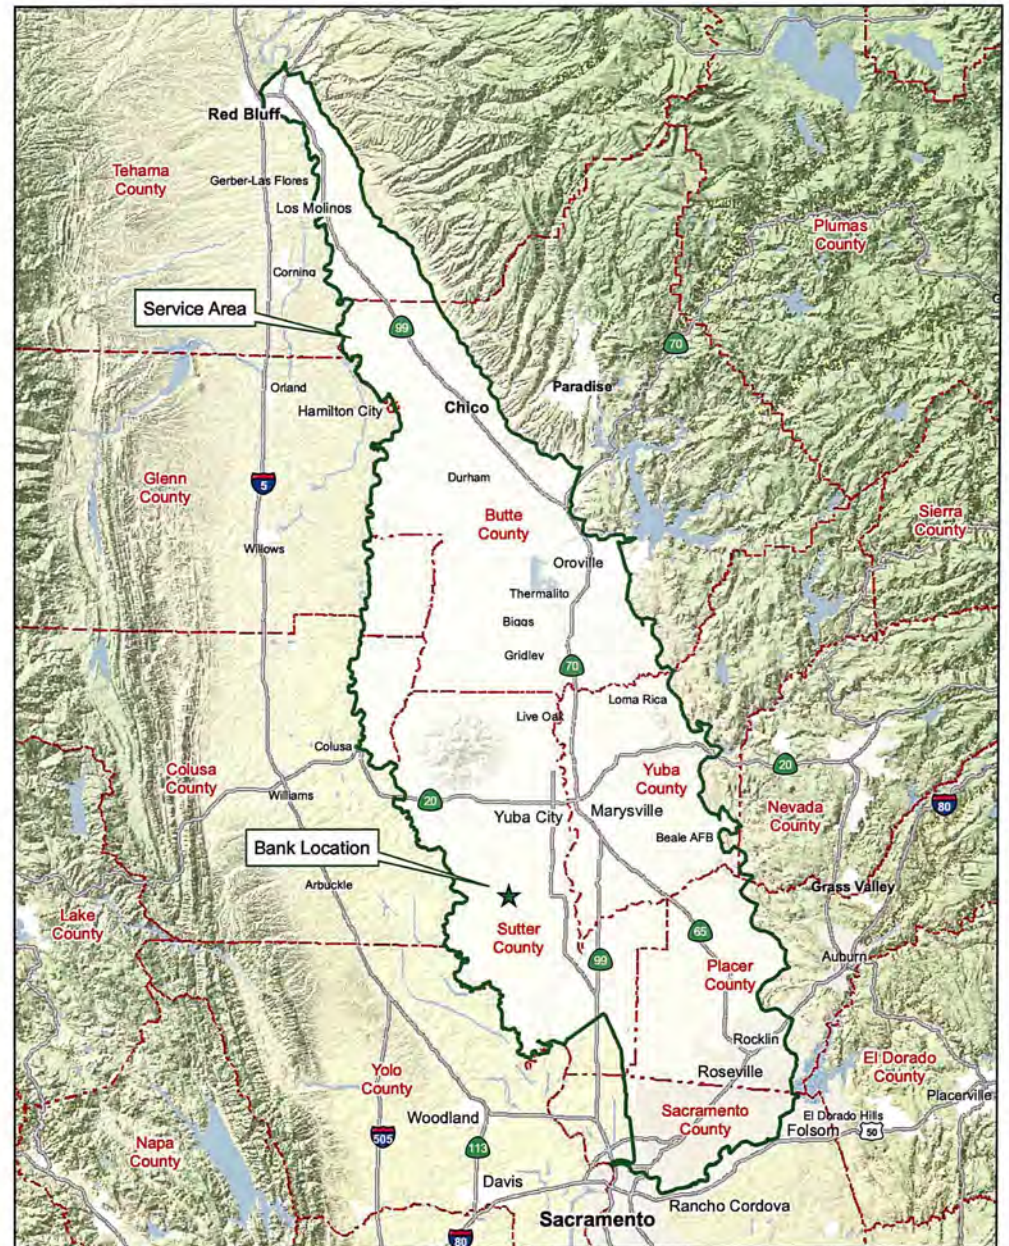 Red Bluff
Tehama
County
Gerber-Las Flores
Los Molinos
Plumas
County
Corning
Service Area
99
70
Paradise
Orland
Hamilton City
Chico
Glenn
County
5
Durham
Butte
County
Sierra
County
Willows
Oroville
Thermalito
Biggs
Gridley
70
Loma Rica
Live Oak
Colusa
Colusa
County
Williams
20
Yuba
County
20
Yuba City
Marysville
Nevada
County
80
Beale AFB
Bank Location
Arbuckle
Grass Valley
Lake
County
Sutter
County
65
99
Placer
County
Auburn
Rocklin
Roseville
El Dorado
County
Yolo
County
Placerville
Woodland
Sacramento
County
El Dorado Hills
Folsom
50
505
113
Napa
County
Davis
Rancho Cordova
Sacramento
80